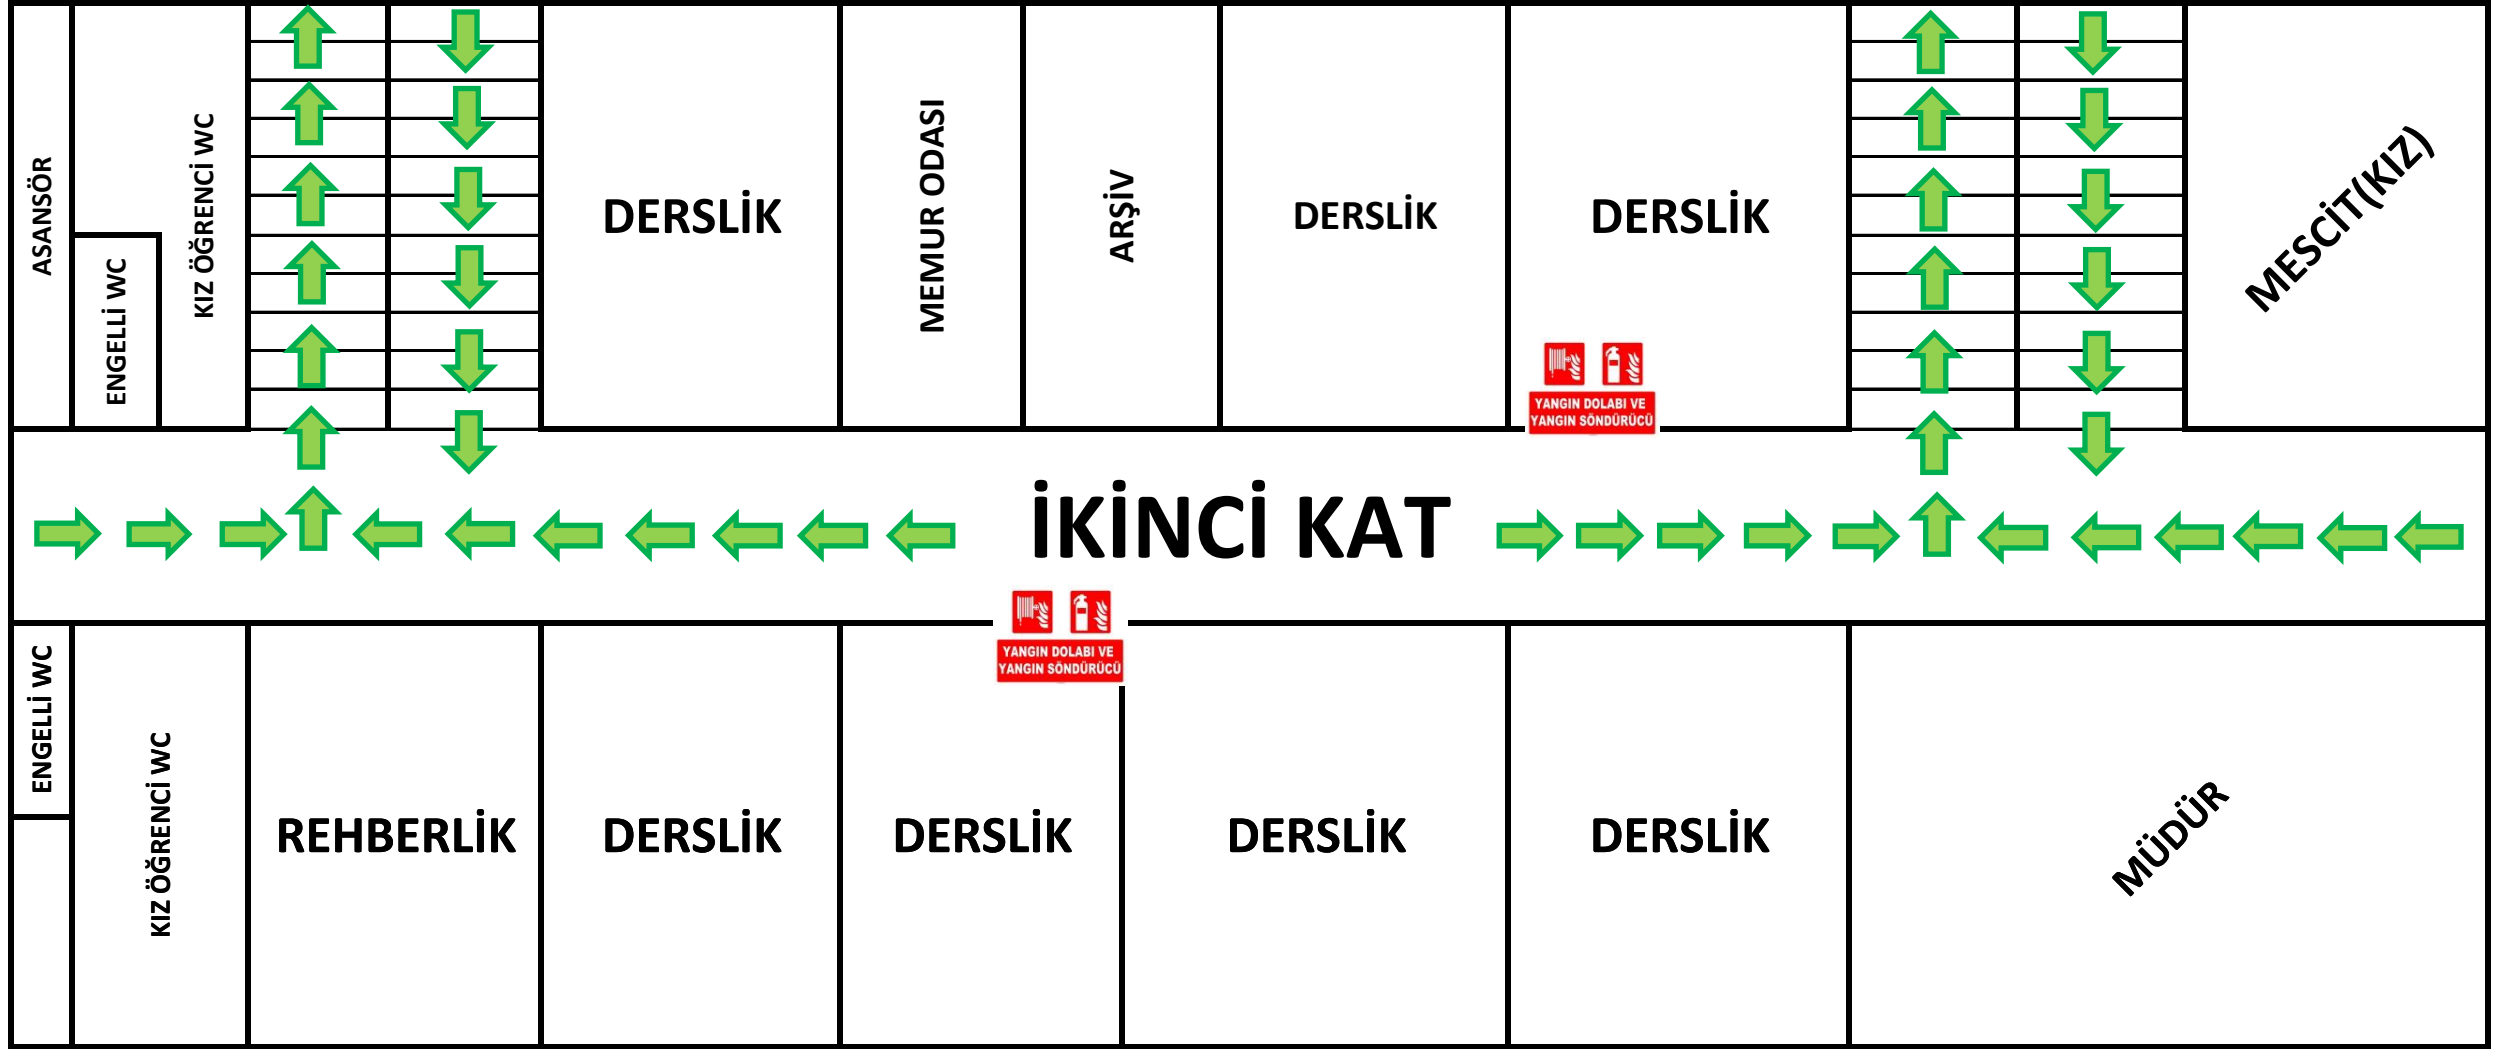 ASANSÖR
ENGELLİ WC
KIZ ÖĞRENCİ WC
DERSLİK
MEMUR ODASI
ARŞİV
DERSLİK
DERSLİK
YANGIN DOLABI VE
YANGIN SÖNDÜRÜCÜ
MESCİT(KIZ)
İKİNCİ KAT
YANGIN DOLABI VE
YANGIN SÖNDÜRÜCÜ
ENGELLİ WC
KIZ ÖĞRENCİ WC
REHBERLİK
DERSLİK
DERSLİK
DERSLİK
DERSLİK
MÜDÜR